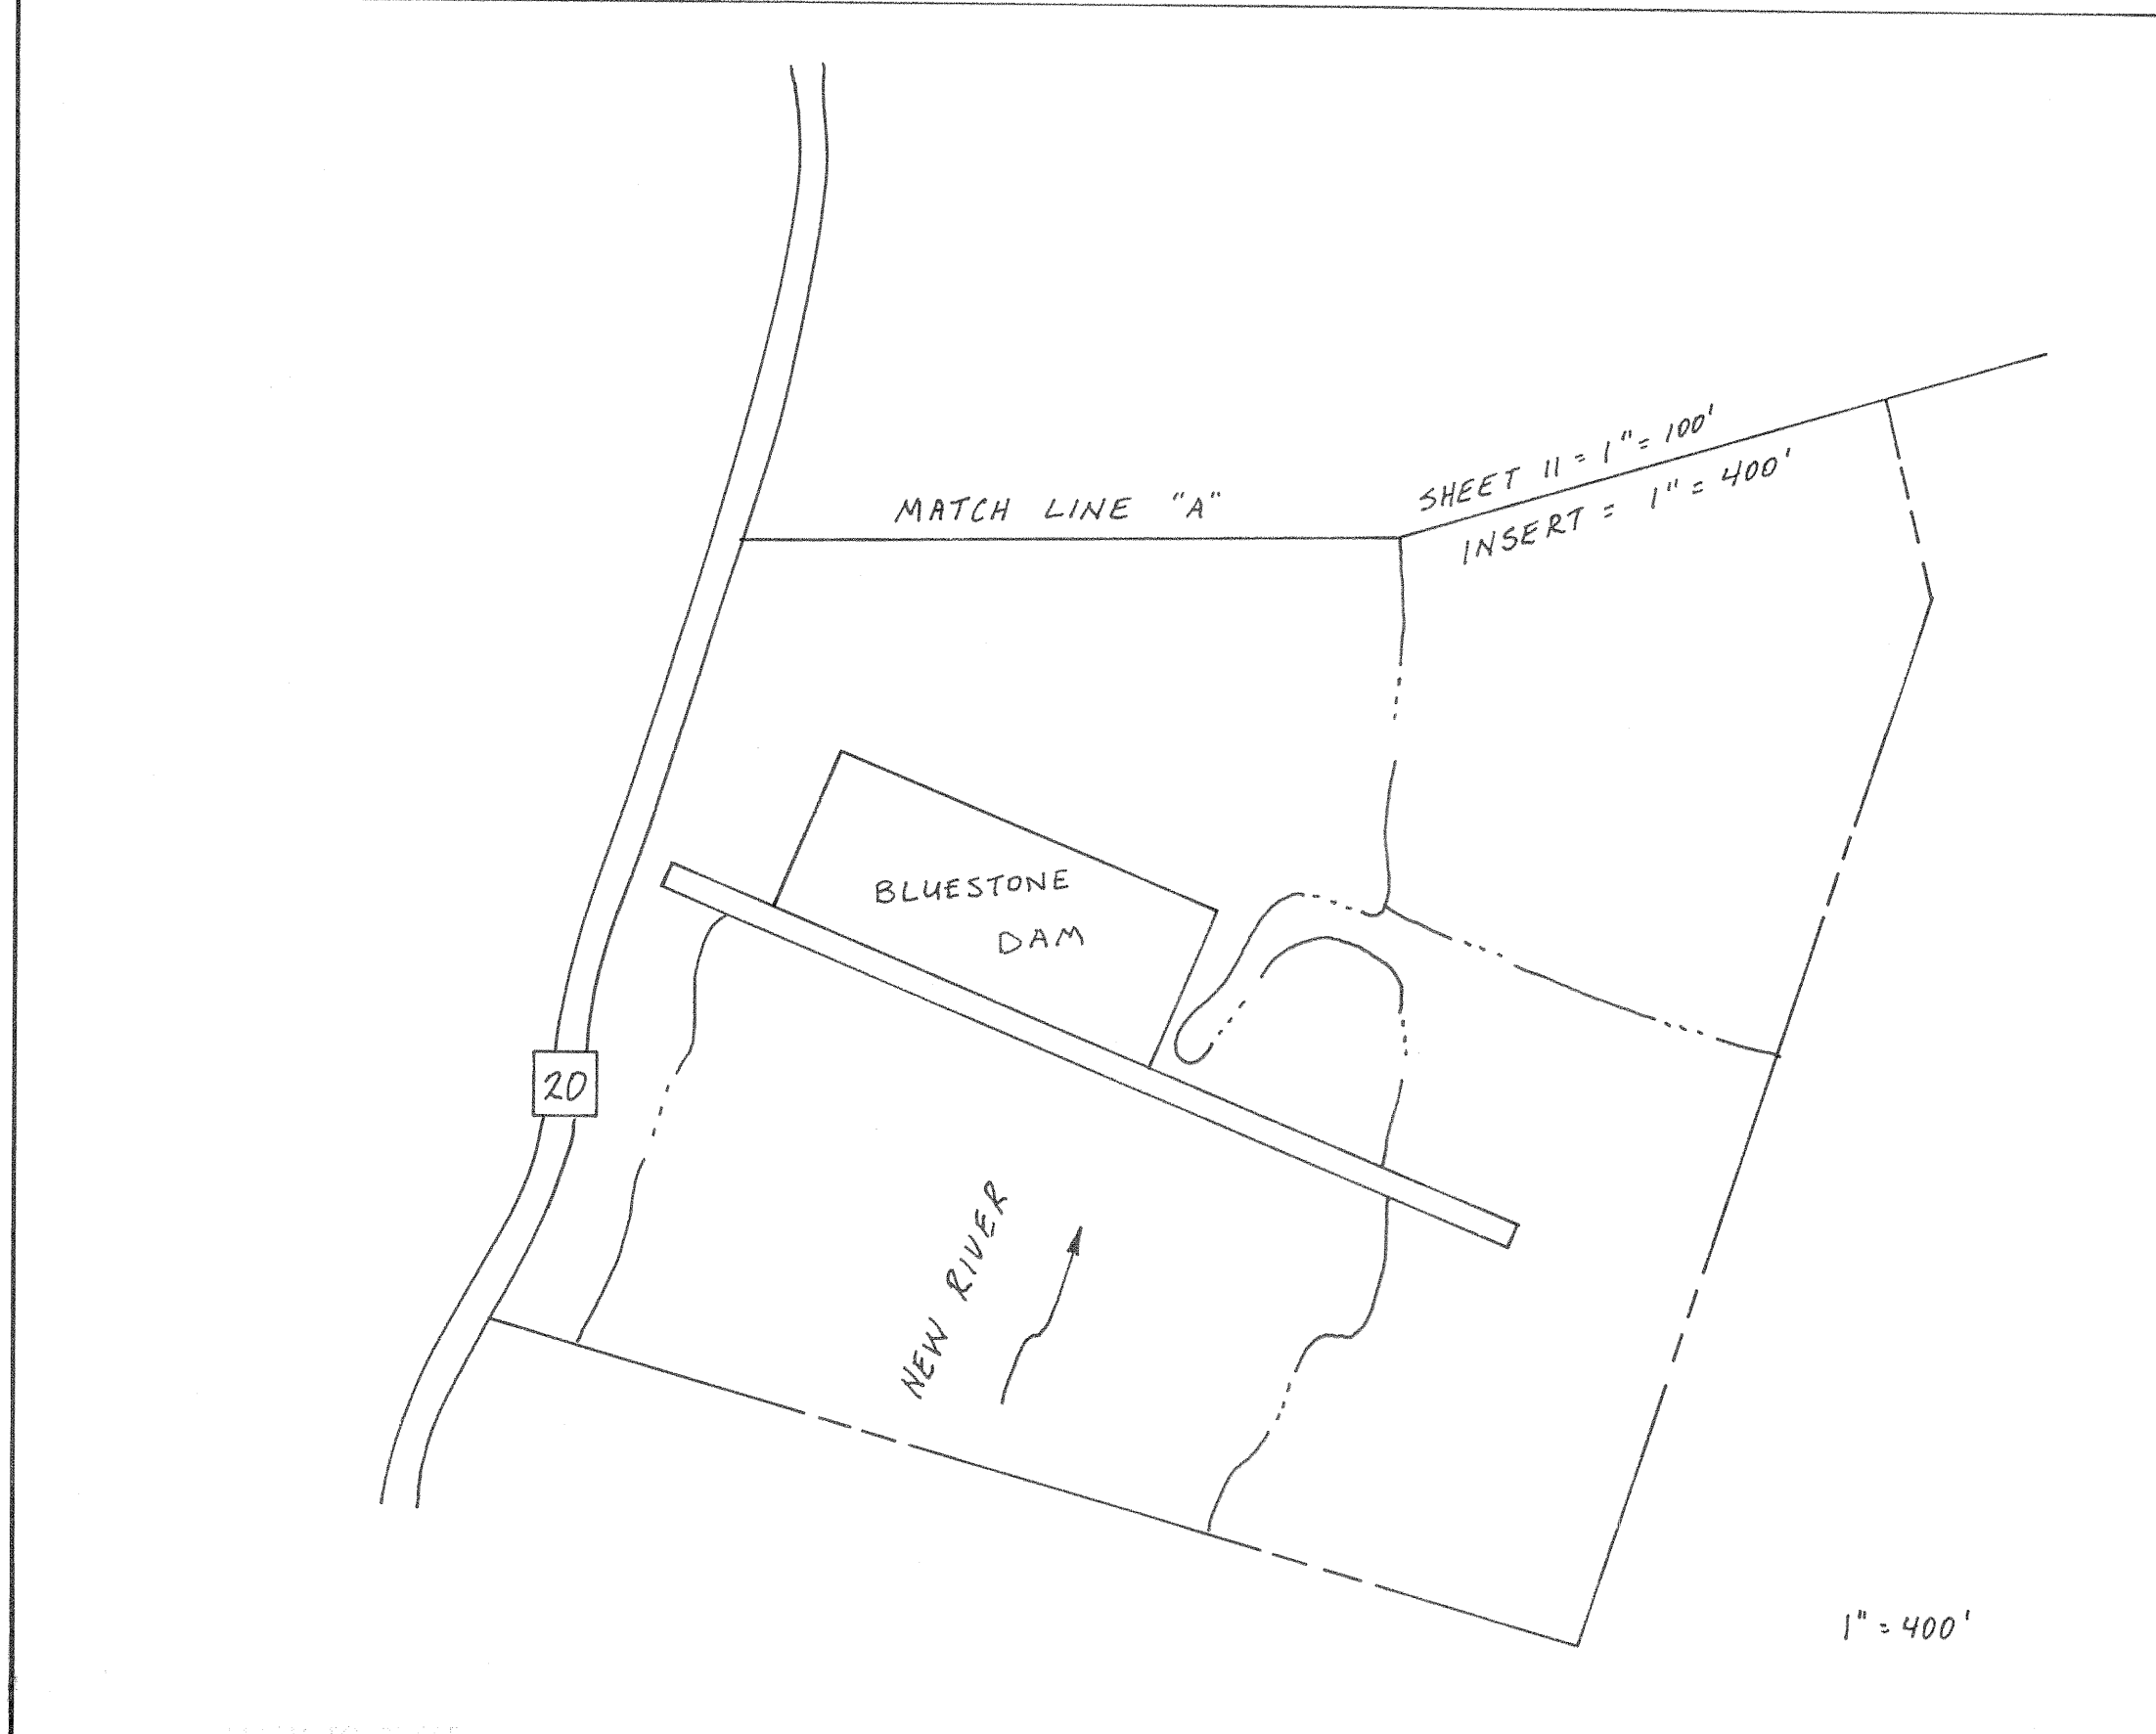 SHEET 11 = 1" = 100'
INSERT = 1" = 400'
MATCH LINE "A"
BLUESTONE
DAM
20
NEW RIVER
1" = 400'